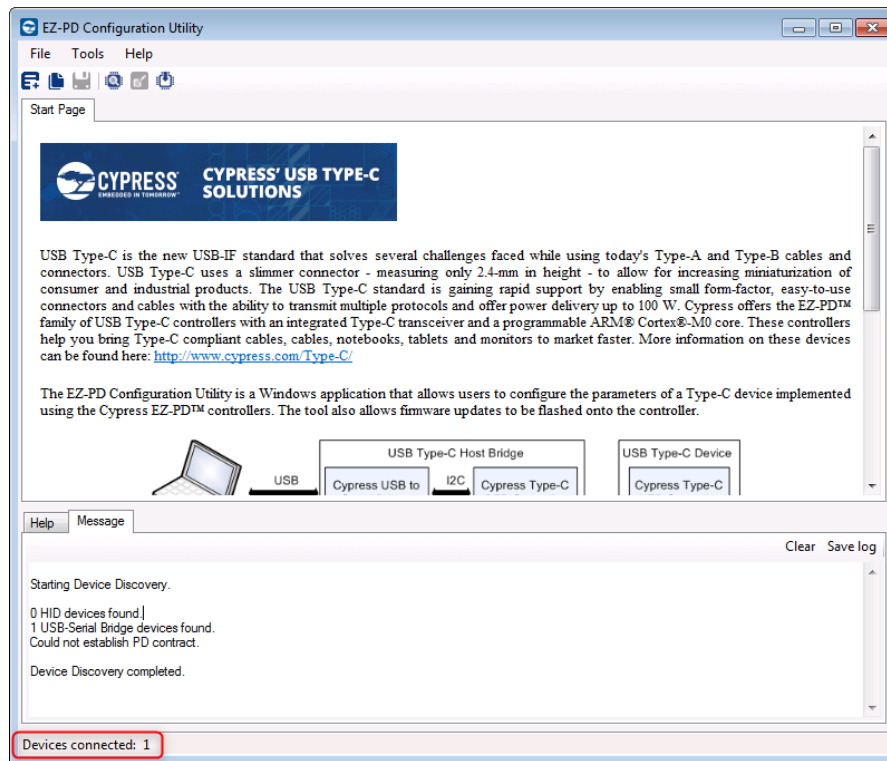 EZ-PD Configuration Utility
File Tools Help
Start Page
CYPRESS
EMBEDDED IN TOMORROW™
CYPRESS' USB TYPE-C
SOLUTIONS
USB Type-C is the new USB-IF standard that solves several challenges faced while using today's Type-A and Type-B cables and
connectors. USB Type-C uses a slimmer connector - measuring only 2.4-mm in height - to allow for increasing miniaturization of
consumer and industrial products. The USB Type-C standard is gaining rapid support by enabling small form-factor, easy-to-use
connectors and cables with the ability to transmit multiple protocols and offer power delivery up to 100 W. Cypress offers the EZ-PD™
family of USB Type-C controllers with an integrated Type-C transceiver and a programmable ARM® Cortex®-M0 core. These controllers
help you bring Type-C compliant cables, cables, notebooks, tablets and monitors to market faster. More information on these devices
can be found here: http://www.cypress.com/Type-C/
The EZ-PD Configuration Utility is a Windows application that allows users to configure the parameters of a Type-C device implemented
using the Cypress EZ-PD™ controllers. The tool also allows firmware updates to be flashed onto the controller.
USB Type-C Host Bridge
USB Type-C Device
USB
Cypress USB to
I2C
Cypress Type-C
Cypress Type-C
Help Message
Clear Save log
Starting Device Discovery.
0 HID devices found.
1 USB-Serial Bridge devices found.
Could not establish PD contract.
Device Discovery completed.
Devices connected: 1